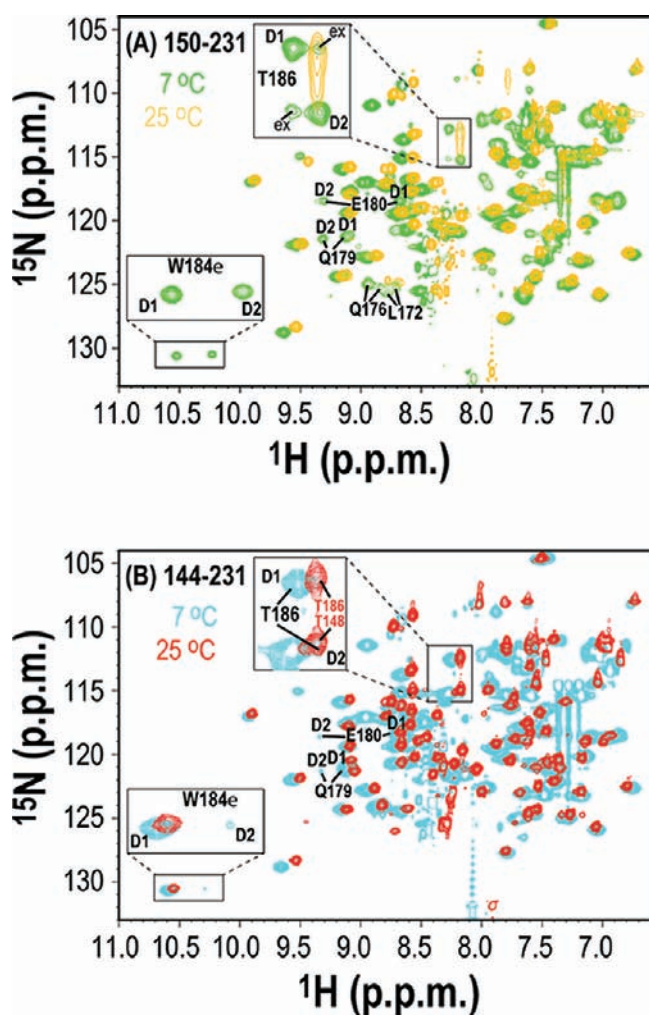 (A) 150-231
7 ºC
25 ºC
D1
ex
T186
ex
D2
D2 D1
E180
D2 D1
Q179
Q176 L172
W184e
D1 D2
105
110
115
120
125
130
15N (p.p.m.)
11.0 10.5 10.0 9.5 9.0 8.5 8.0 7.5 7.0
1H (p.p.m.)
(B) 144-231
7 ºC
25 ºC
D1
T186
T186
T148
D2
D2 D1
E180
D2 D1
Q179
W184e
D1 D2
105
110
115
120
125
130
15N (p.p.m.)
11.0 10.5 10.0 9.5 9.0 8.5 8.0 7.5 7.0
1H (p.p.m.)